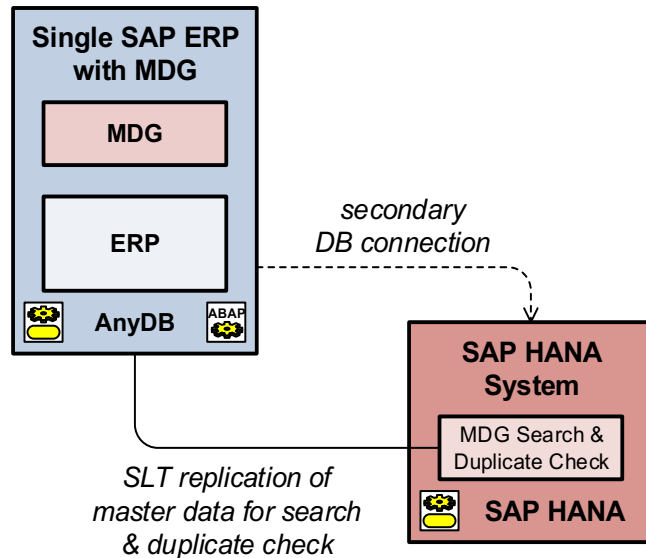 Single SAP ERP
with MDG
MDG
ERP
AnyDB
ABAP
secondary
DB connection
SAP HANA
System
MDG Search &
Duplicate Check
SAP HANA
SLT replication of
master data for search
& duplicate check